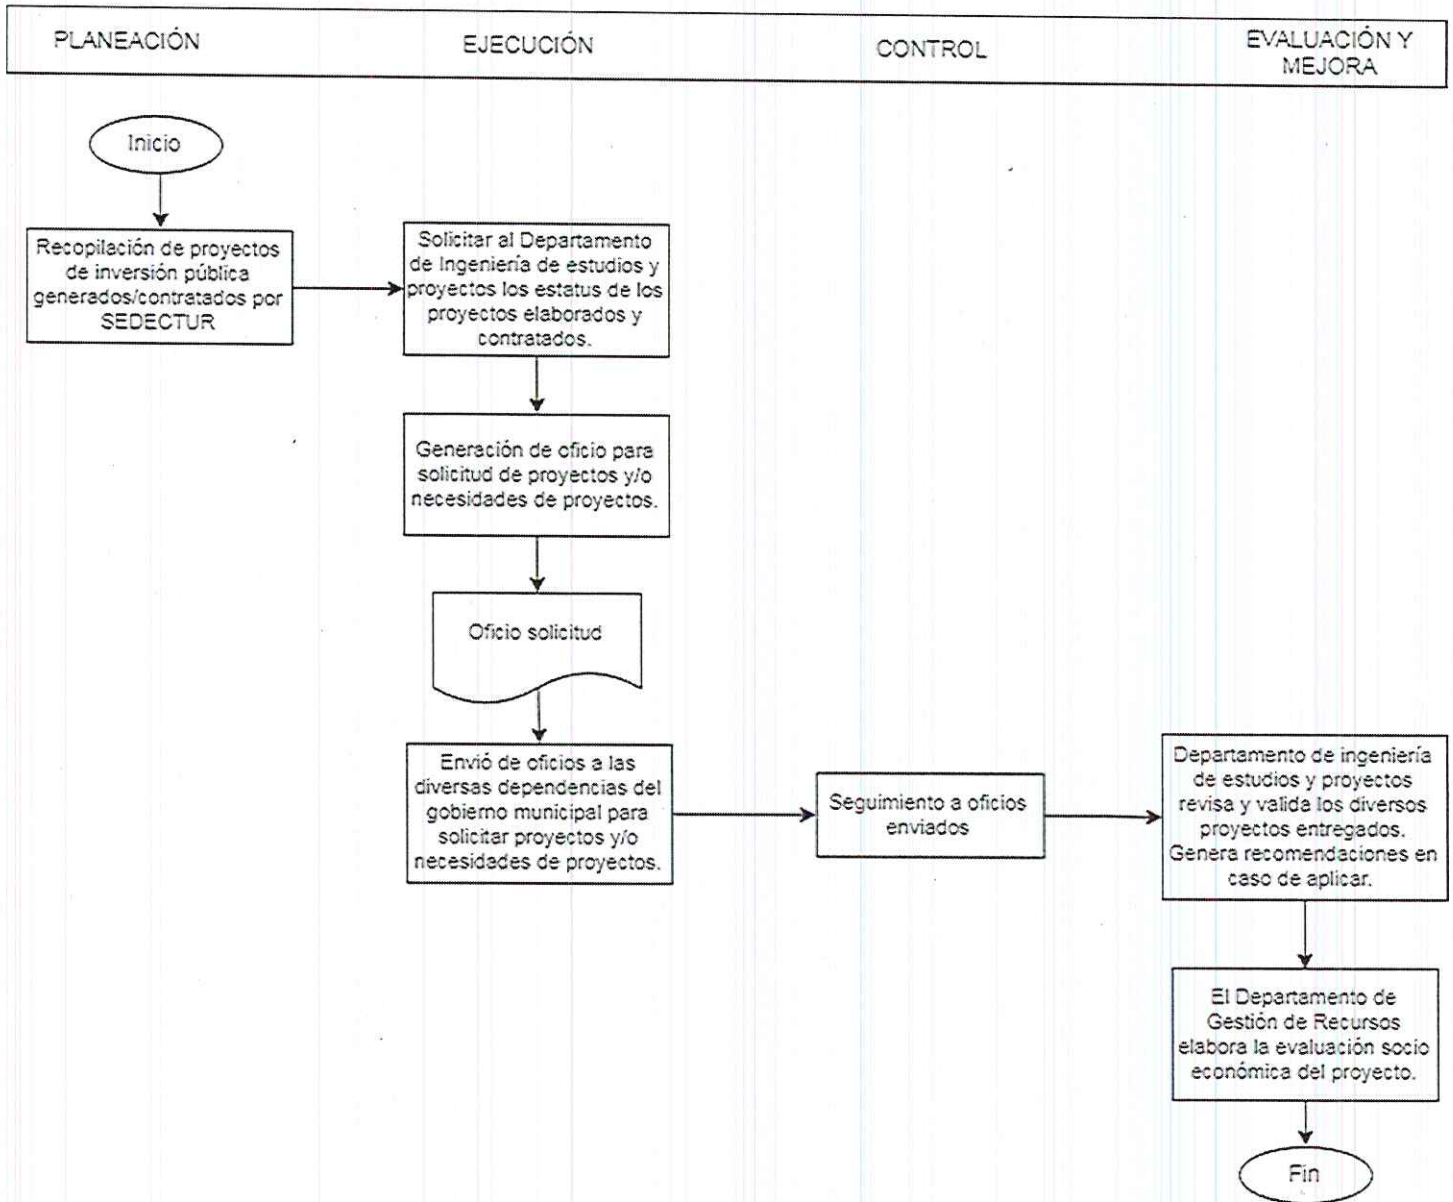 PLANEACIÓN
EJECUCIÓN
CONTROL
EVALUACIÓN Y
MEJORA
Inicio
Recopilación de proyectos
de inversión pública
generados/contratados por
SEDECTUR
Solicitar al Departamento
de Ingeniería de estudios y
proyectos los estatus de los
proyectos elaborados y
contratados.
Generación de oficio para
solicitud de proyectos y/o
necesidades de proyectos.
Oficio solicitud
Envió de oficios a las
diversas dependencias del
gobierno municipal para
solicitar proyectos y/o
necesidades de proyectos.
Seguimiento a oficios
enviados
Departamento de ingeniería
de estudios y proyectos
revisa y valida los diversos
proyectos entregados.
Genera recomendaciones en
caso de aplicar.
El Departamento de
Gestión de Recursos
elabora la evaluación socio
económica del proyecto.
Fin